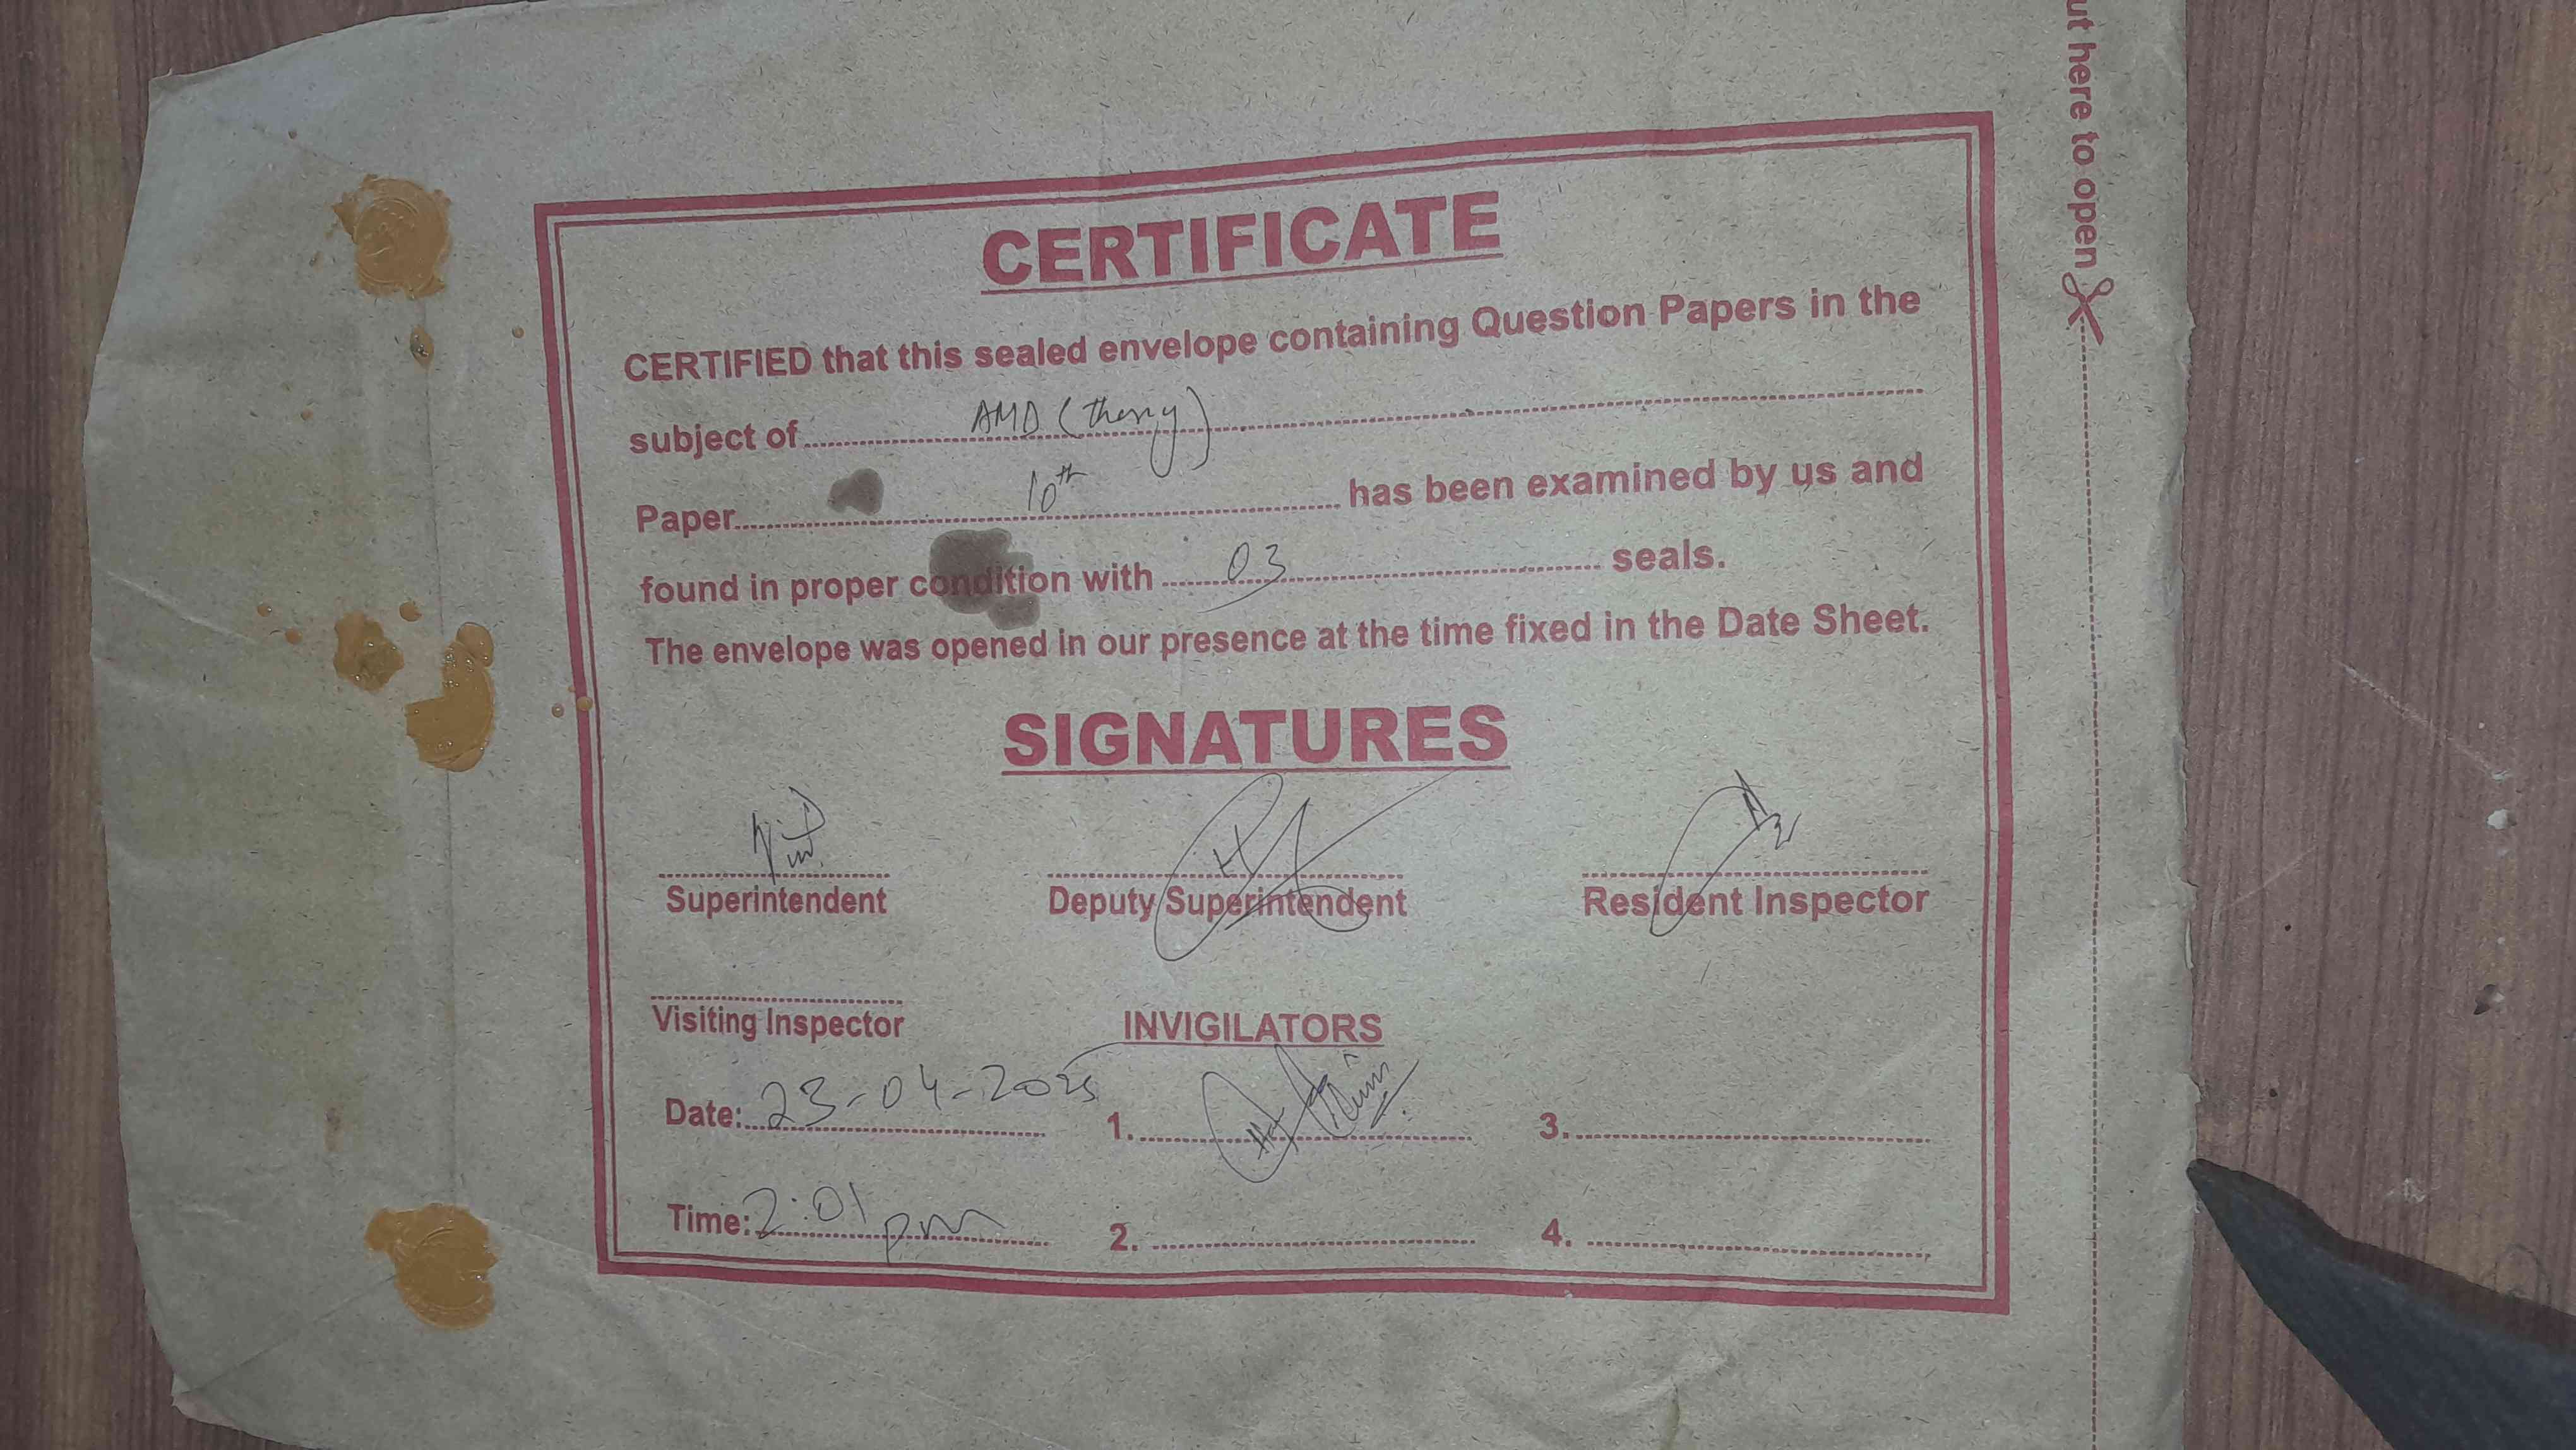 ut here to open
CERTIFICATE
CERTIFIED that this sealed envelope containing Question Papers in the
subject of AMD (theory)
Paper 10th has been examined by us and
found in proper condition with 03 seals.
The envelope was opened in our presence at the time fixed in the Date Sheet.
SIGNATURES
Superintendent Deputy Superintendent Resident Inspector
Visiting Inspector INVIGILATORS
Date: 23-04-2025 1. 3.
Time: 2:01 pm 2. 4.